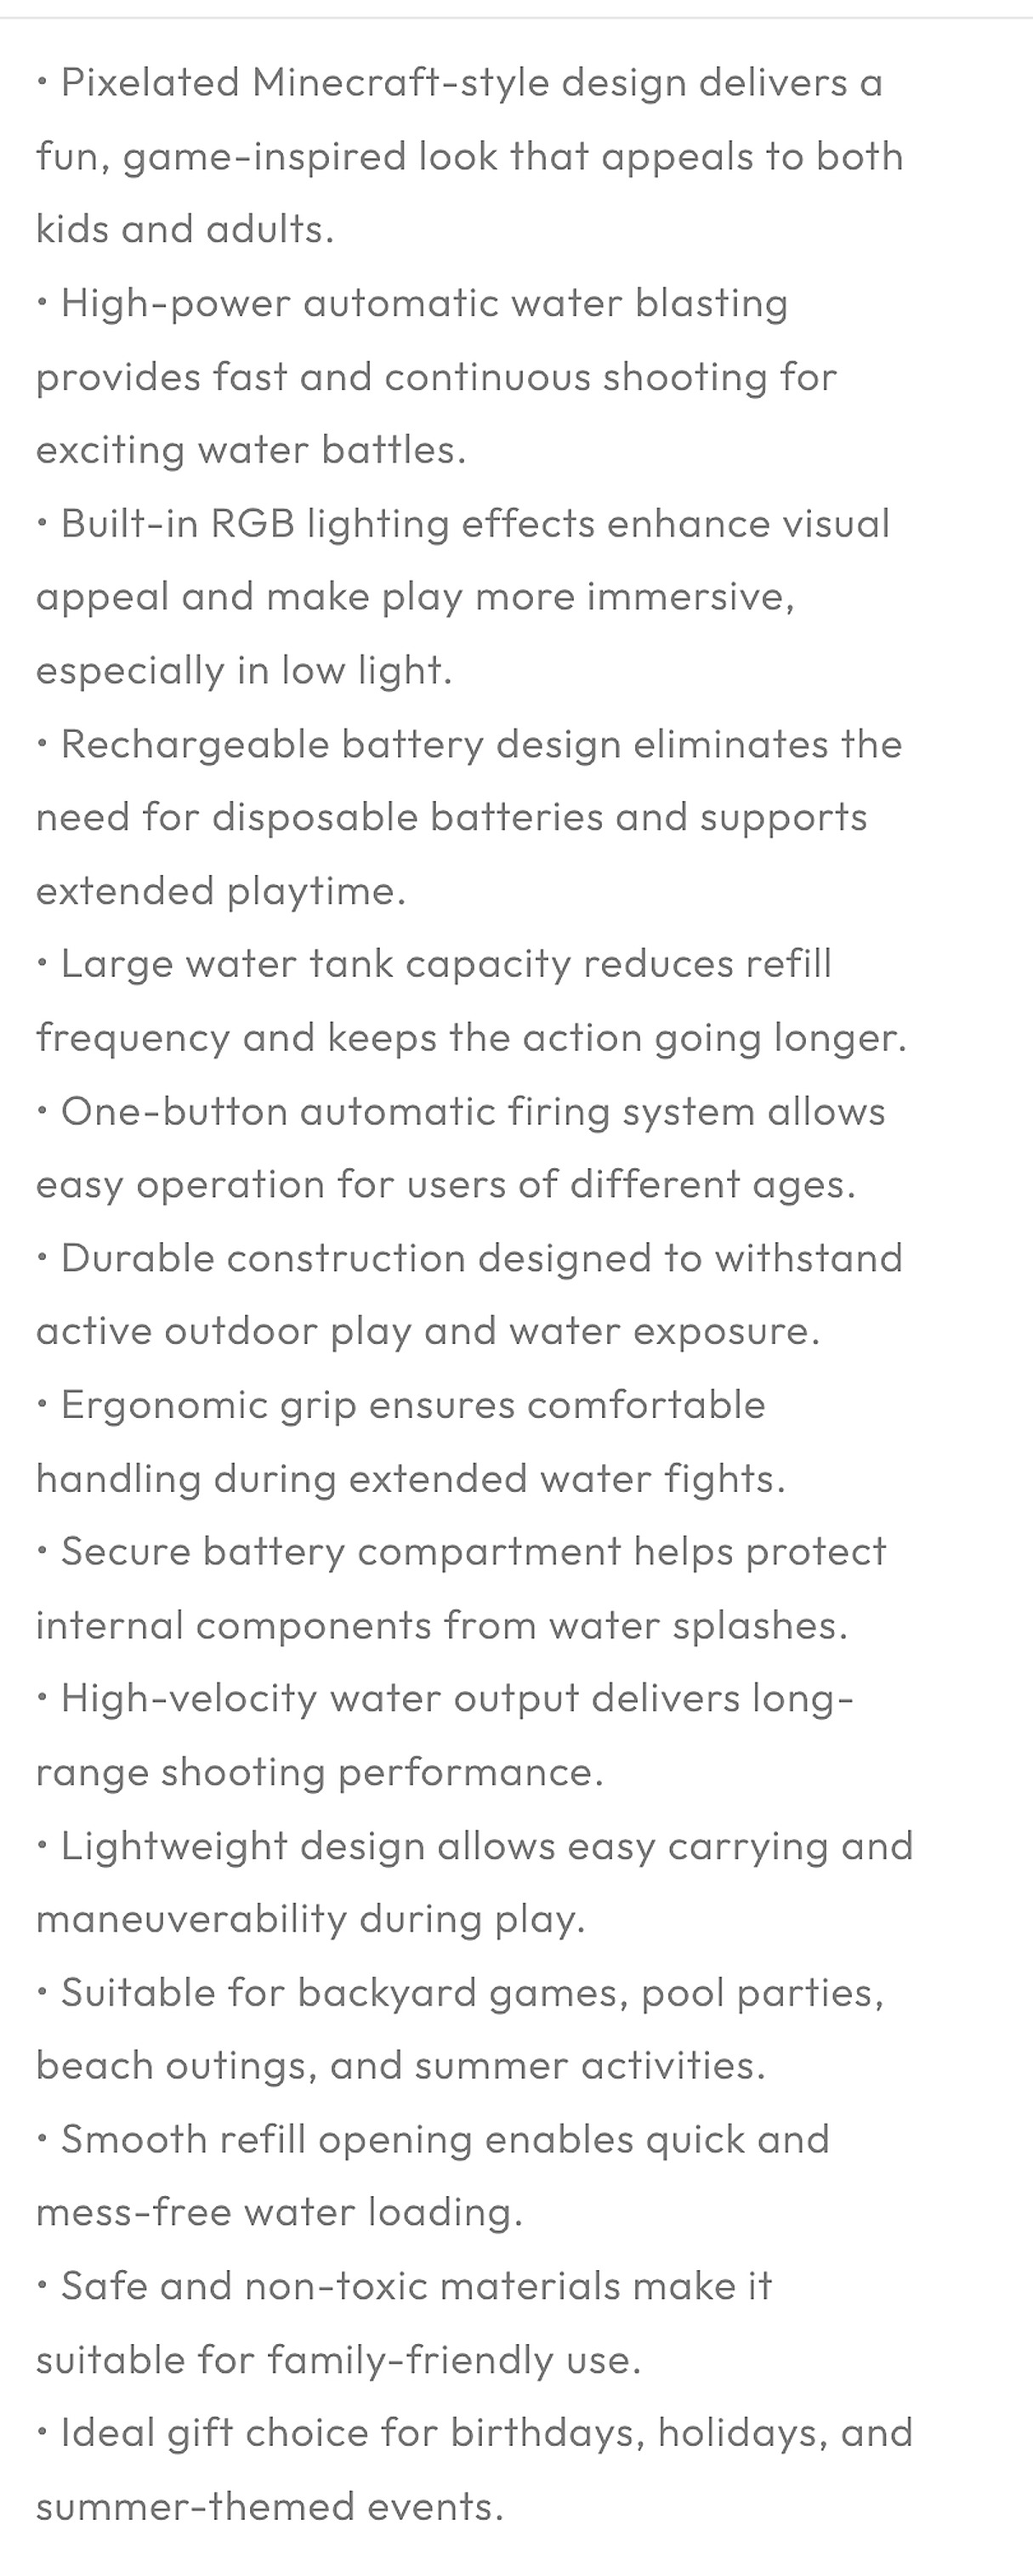 • Pixelated Minecraft-style design delivers a
fun, game-inspired look that appeals to both
kids and adults.
• High-power automatic water blasting
provides fast and continuous shooting for
exciting water battles.
• Built-in RGB lighting effects enhance visual
appeal and make play more immersive,
especially in low light.
• Rechargeable battery design eliminates the
need for disposable batteries and supports
extended playtime.
• Large water tank capacity reduces refill
frequency and keeps the action going longer.
• One-button automatic firing system allows
easy operation for users of different ages.
• Durable construction designed to withstand
active outdoor play and water exposure.
• Ergonomic grip ensures comfortable
handling during extended water fights.
• Secure battery compartment helps protect
internal components from water splashes.
• High-velocity water output delivers long-
range shooting performance.
• Lightweight design allows easy carrying and
maneuverability during play.
• Suitable for backyard games, pool parties,
beach outings, and summer activities.
• Smooth refill opening enables quick and
mess-free water loading.
• Safe and non-toxic materials make it
suitable for family-friendly use.
• Ideal gift choice for birthdays, holidays, and
summer-themed events.